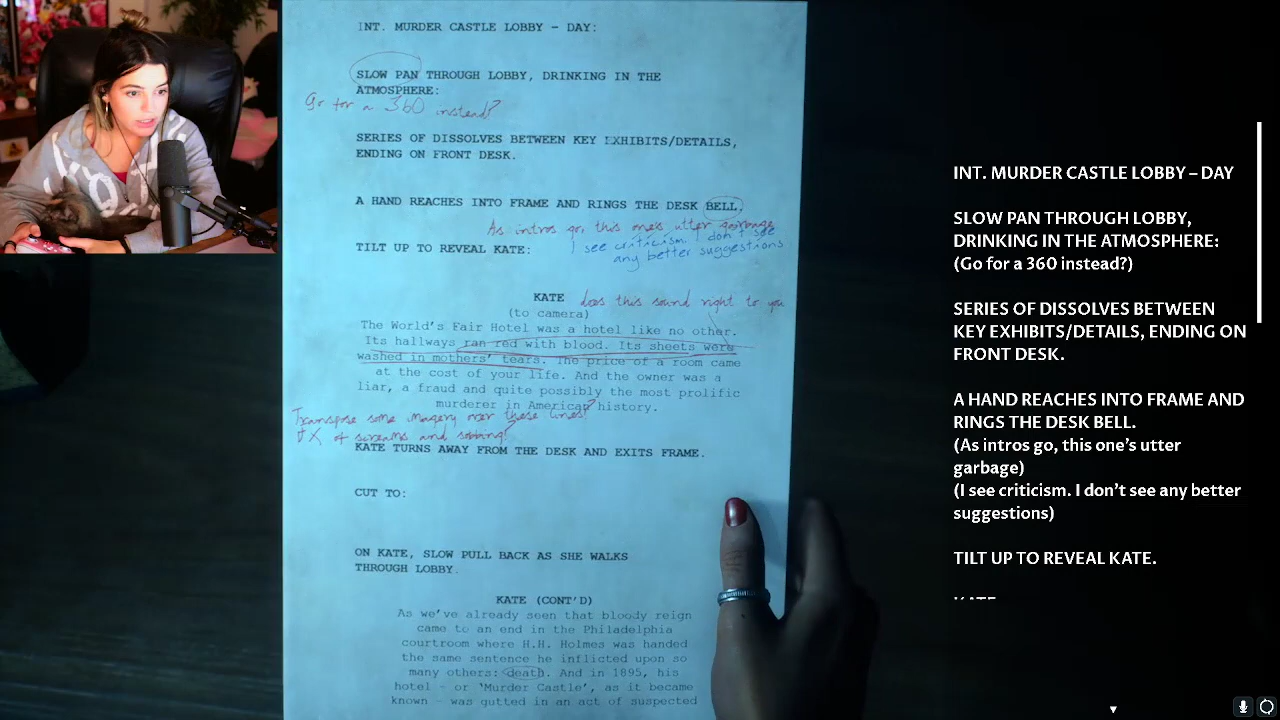 INT. MURDER CASTLE LOBBY - DAY:
SLOW PAN THROUGH LOBBY, DRINKING IN THE
ATMOSPHERE:
Go for a 360 instead?
SERIES OF DISSOLVES BETWEEN KEY EXHIBITS/DETAILS,
ENDING ON FRONT DESK.
A HAND REACHES INTO FRAME AND RINGS THE DESK BELL.
As intros go, this one's utter garbage
I see criticism. I don't see
any better suggestions
TILT UP TO REVEAL KATE:
KATE
does this sound right to you
(to camera)
The World's Fair Hotel was a hotel like no other.
Its hallways ran red with blood. Its sheets were
washed in mothers' tears. The price of a room came
at the cost of your life. And the owner was a
liar, a fraud and quite possibly the most prolific
murderer in American history.
Transpose some imagery over these lines?
FX of screams and sobbing?
KATE TURNS AWAY FROM THE DESK AND EXITS FRAME.
CUT TO:
ON KATE, SLOW PULL BACK AS SHE WALKS
THROUGH LOBBY.
KATE (CONT'D)
As we've already seen that bloody reign
came to an end in the Philadelphia
courtroom where H.H. Holmes was handed
the same sentence he inflicted upon so
many others: death. And in 1895, his
hotel - or 'Murder Castle', as it became
known - was gutted in an act of suspected
INT. MURDER CASTLE LOBBY – DAY
SLOW PAN THROUGH LOBBY,
DRINKING IN THE ATMOSPHERE:
(Go for a 360 instead?)
SERIES OF DISSOLVES BETWEEN
KEY EXHIBITS/DETAILS, ENDING ON
FRONT DESK.
A HAND REACHES INTO FRAME AND
RINGS THE DESK BELL.
(As intros go, this one's utter
garbage)
(I see criticism. I don't see any better
suggestions)
TILT UP TO REVEAL KATE.
KATE